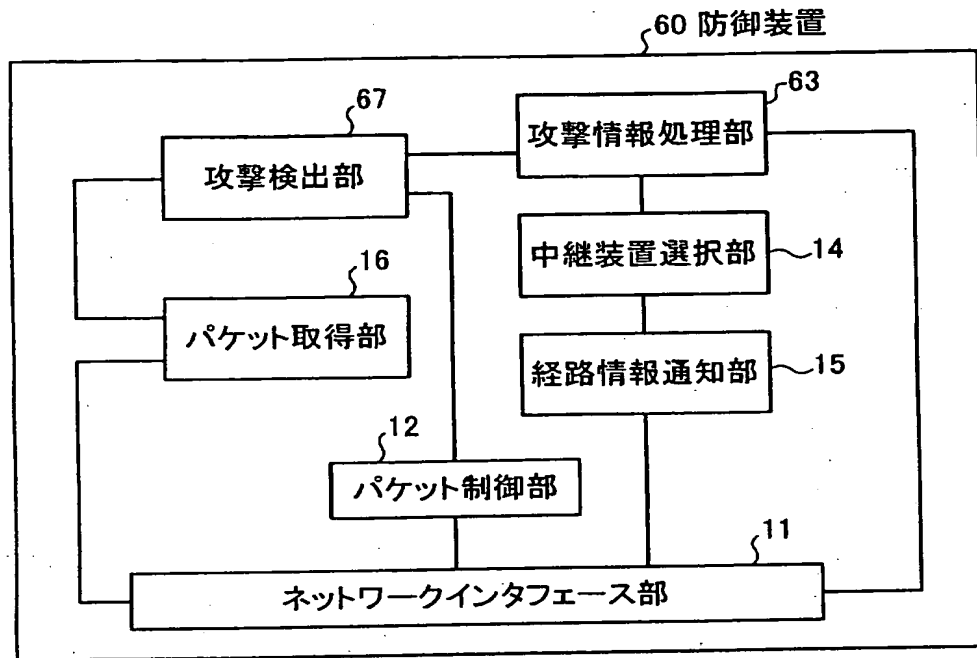 60 防御装置
67
攻撃検出部
63
攻撃情報処理部
中継装置選択部
14
16
パケット取得部
経路情報通知部
15
12
パケット制御部
11
ネットワークインタフェース部